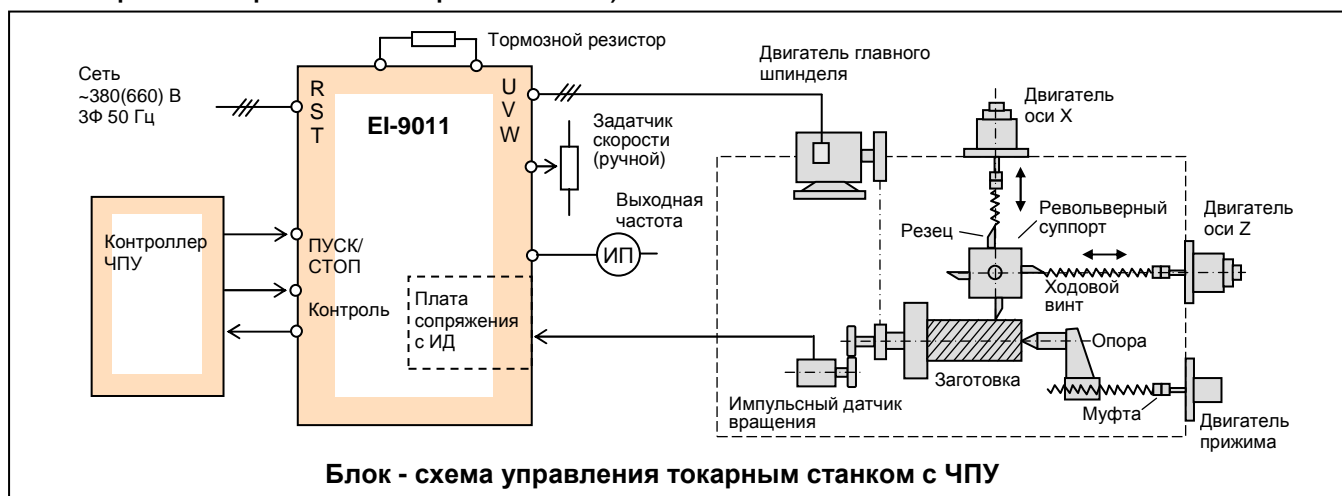 Тормозной резистор
Сеть
~380(660) В
3Ф 50 Гц
R
S
T
U
V
W
EI-9011
Задатчик
скорости
(ручной)
Выходная
частота
ИП
Контроллер
ЧПУ
ПУСК/
СТОП
Контроль
Плата
сопряжения
с ИД
Двигатель главного
шпинделя
Двигатель
оси X
Резец
Револьверный
суппорт
Двигатель
оси Z
Ходовой
винт
Опора
Заготовка
Импульсный датчик
вращения
Муфта
Двигатель
прижима
Блок - схема управления токарным станком с ЧПУ